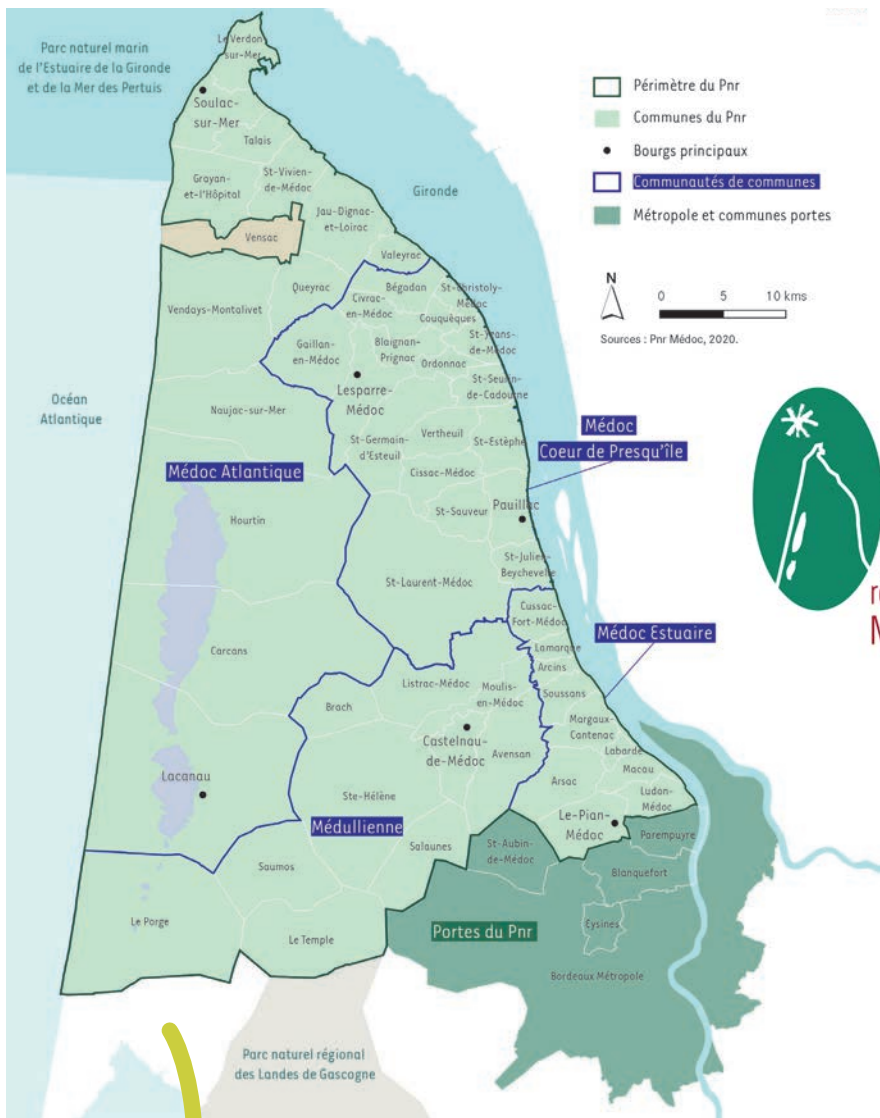 Le Verdon
sur-Mer
Parc naturel marin
de l'Estuaire de la Gironde
et de la Mer des Pertuis
Soulac-
sur-Mer
Talais
Grayan-
et-l'Hôpital
St-Vivien
de-Médoc
Gironde
Jau-Dignac-
et-Loirac
Vensac
Valeyrac
Périmètre du Pnr
Communes du Pnr
Bourgs principaux
Communautés de communes
Métropole et communes portes
N
0 5 10 kms
Sources : Pnr Médoc, 2020.
Vendays-Montalivet
Queyrac
Bégadan
Civrac-
en-Médoc
St-Christoly-
Médoc
Couquèques
St-Yzans-
de-Médoc
Gaillan-
en-Médoc
Blaignan-
Prignac
Ordonnac
St-Seurin-
de-Cadourne
Lesparre-
Médoc
Océan
Atlantique
Naujac-sur-Mer
St-Germain
d'Esteuil
Vertheuil
St-Estèphe
Médoc
Coeur de Presqu'île
Médoc Atlantique
Cissac-Médoc
Hourtin
St-Sauveur
Pauillac
St-Julien-
Beychevelle
St-Laurent-Médoc
Cussac-
Fort-Médoc
Médoc Estuaire
Lamarque
Arcins
Carcans
Listrac-Médoc
Moulis-
en-Médoc
Soussans
Brach
Margaux-
Cantenac
Castelnau-
de-Médoc
Avensan
Labarde
Macau
Arsac
Ludon-
Médoc
Lacanau
Ste-Hélène
Médullienne
Le-Pian-
Médoc
Salaunes
St-Aubin-
de-Médoc
Parempuyre
Saumos
Blanquefort
Le Porge
Le Temple
Portes du Pnr
Eysines
Bordeaux Métropole
Parc naturel régional
des Landes de Gascogne